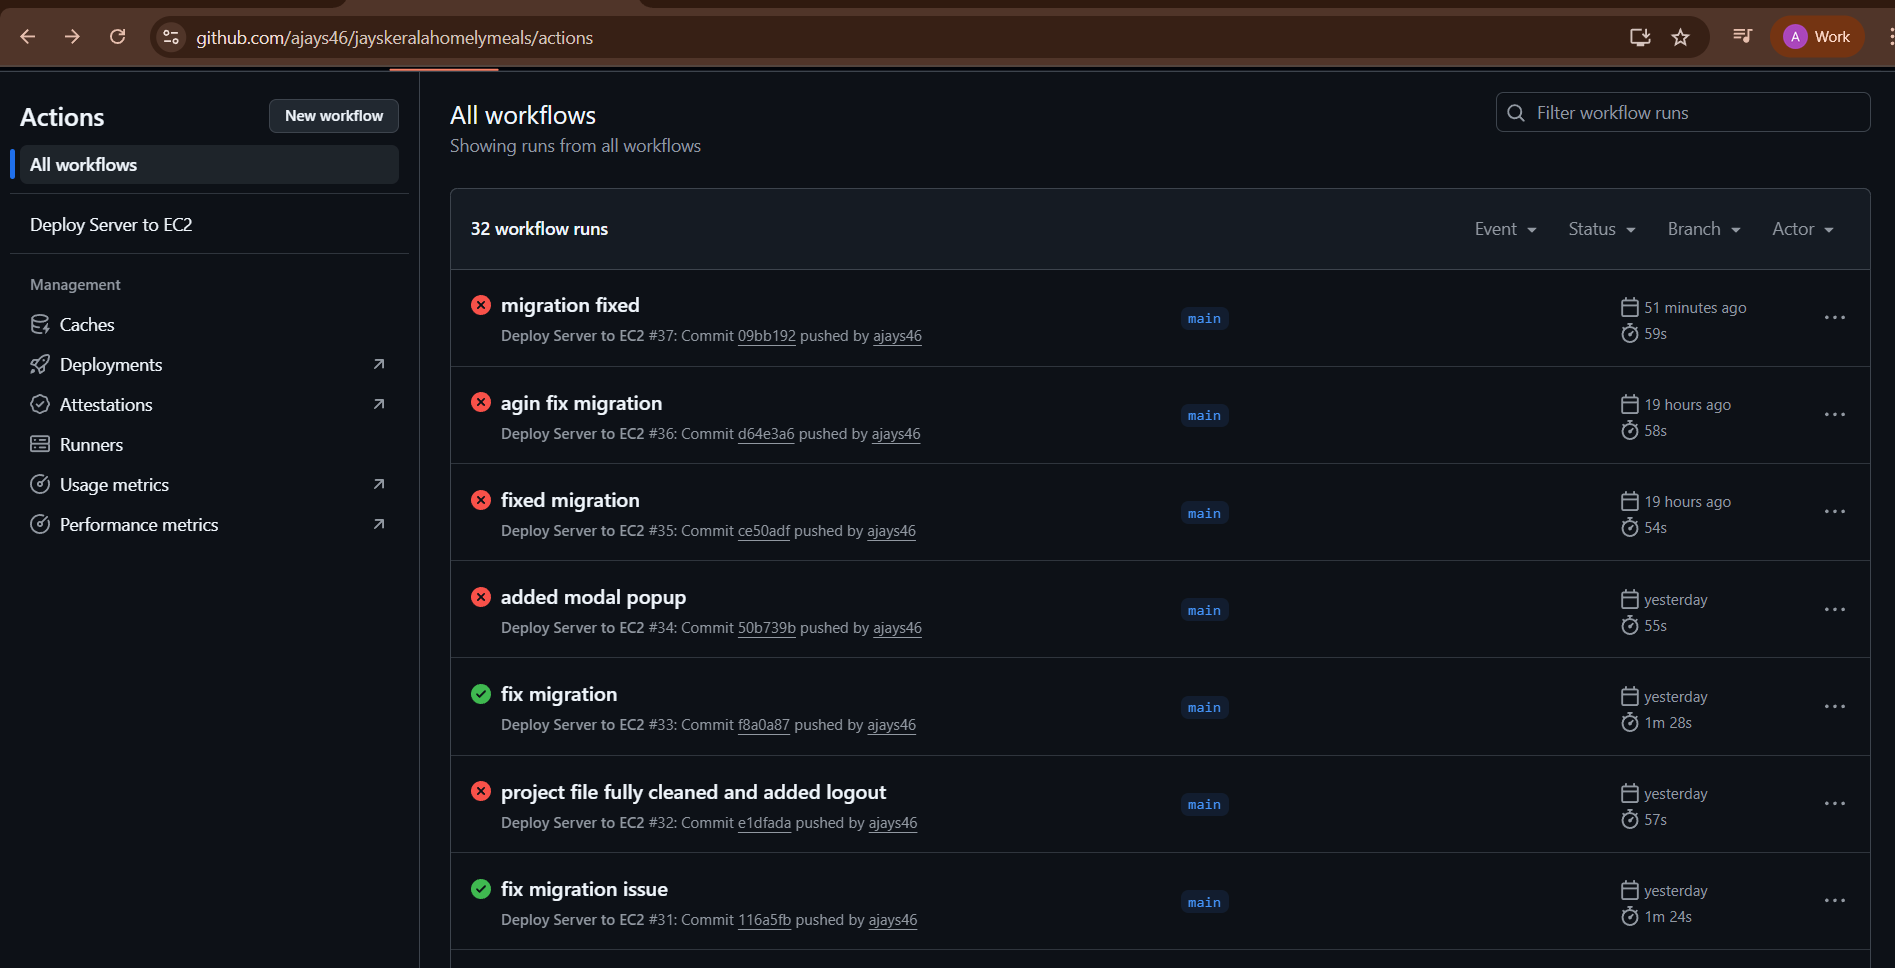 github.com/ajays46/jayskeralahomelymeals/actions
A
Work
Actions
New workflow
All workflows
Deploy Server to EC2
Management
Caches
Deployments
Attestations
Runners
Usage metrics
Performance metrics
All workflows
Showing runs from all workflows
Filter workflow runs
32 workflow runs
Event
Status
Branch
Actor
migration fixed
Deploy Server to EC2 #37: Commit 09bb192 pushed by ajays46
main
51 minutes ago
59s
agin fix migration
Deploy Server to EC2 #36: Commit d64e3a6 pushed by ajays46
main
19 hours ago
58s
fixed migration
Deploy Server to EC2 #35: Commit ce50adf pushed by ajays46
main
19 hours ago
54s
added modal popup
Deploy Server to EC2 #34: Commit 50b739b pushed by ajays46
main
yesterday
55s
fix migration
Deploy Server to EC2 #33: Commit f8a0a87 pushed by ajays46
main
yesterday
1m 28s
project file fully cleaned and added logout
Deploy Server to EC2 #32: Commit e1dfada pushed by ajays46
main
yesterday
57s
fix migration issue
Deploy Server to EC2 #31: Commit 116a5fb pushed by ajays46
main
yesterday
1m 24s